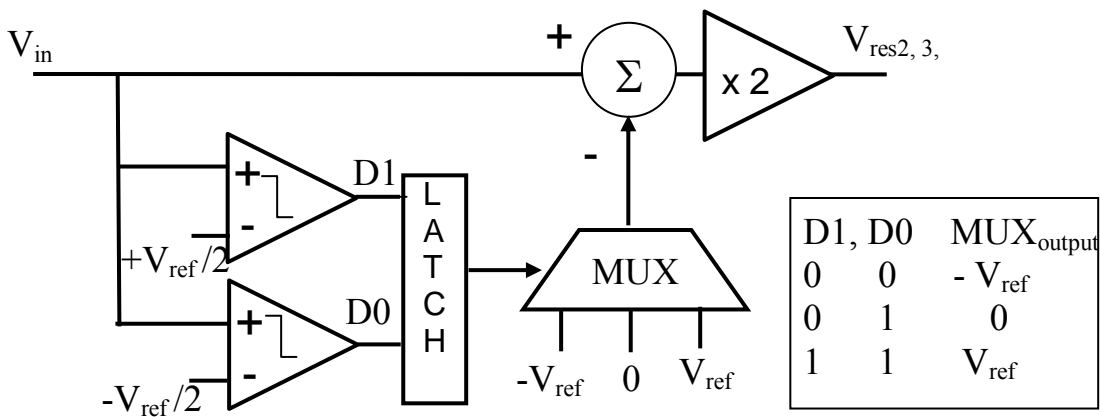 V_in
+
Σ
x 2
V_res2, 3,
-
+
-
D1
+V_ref /2
+
-
D0
-V_ref /2
LATCH
MUX
-V_ref 0 V_ref
D1, D0 MUX_output
0 0 - V_ref
0 1 0
1 1 V_ref